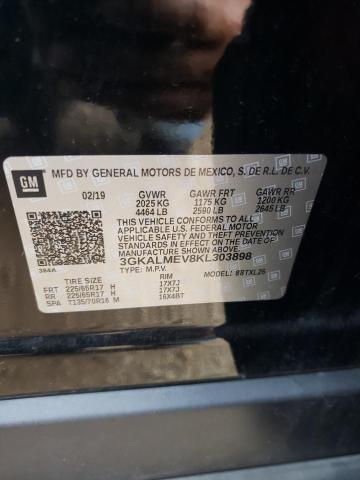 GM
MFD BY GENERAL MOTORS DE MEXICO, S. DE R.L. DE C.V.
02/19 GVWR GAWR FRT GAWR RR
2025 KG 1175 KG 1200 KG
4464 LB 2590 LB 2645 LB
THIS VEHICLE CONFORMS TO ALL APPLICABLE
U.S. FEDERAL MOTOR VEHICLE SAFETY, BUMPER, AND
THEFT PREVENTION STANDARDS IN EFFECT ON THE
DATE OF MANUFACTURE SHOWN ABOVE.
384A 3GKALMEV8KL303898
TYPE: M.P.V. MODEL: 88TXL26
TIRE SIZE RIM
FRT 225/65R17 H 17X7J
RR 225/65R17 H 17X7J
SPA T135/70R16 M 16X4BT